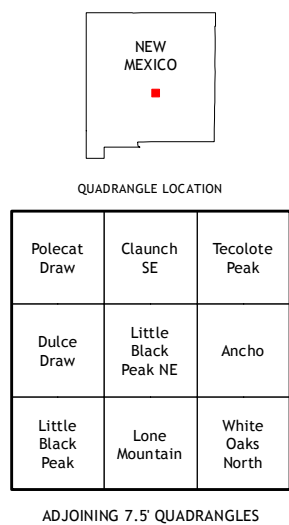 NEW
MEXICO
QUADRANGLE LOCATION
Polecat
Draw
Claunch
SE
Tecolote
Peak
Dulce
Draw
Little
Black
Peak NE
Ancho
Little
Black
Peak
Lone
Mountain
White
Oaks
North
ADJOINING 7.5' QUADRANGLES